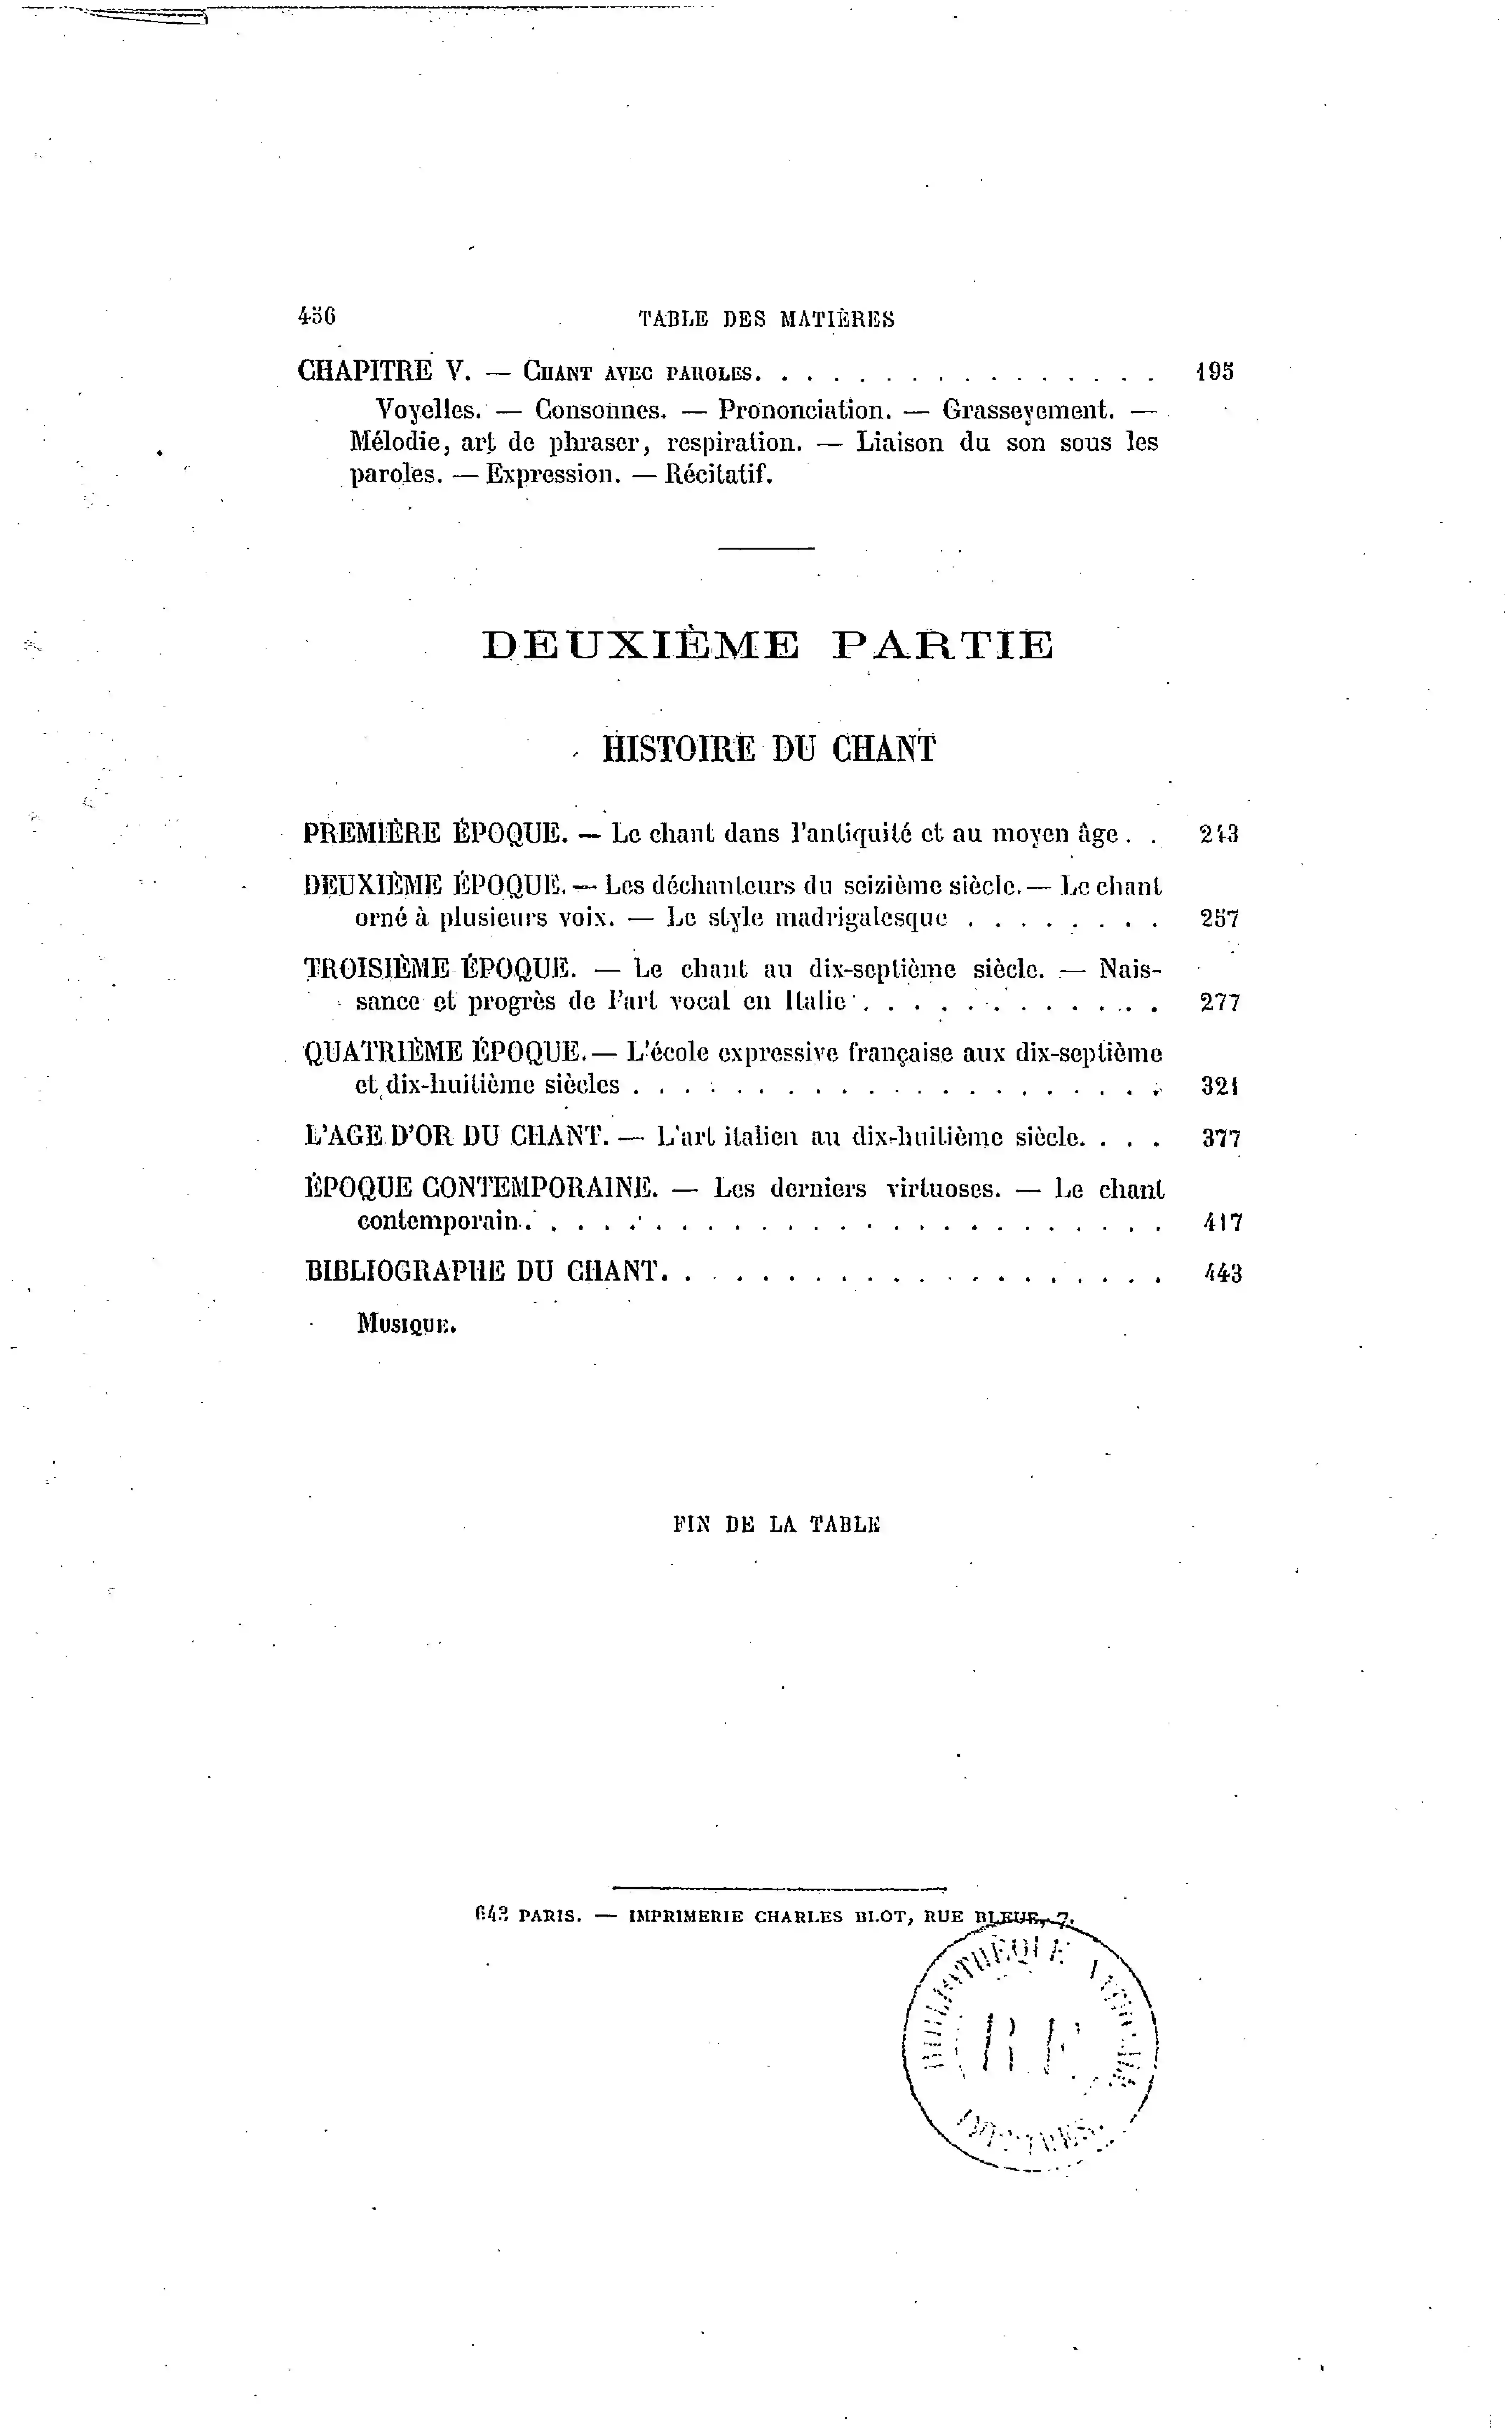 456
TABLE DES MATIÈRES
CHAPITRE V. — CHANT AVEC PAROLES. . . . . . . . . . . . . . . . 195
Voyelles. — Consonnes. — Prononciation. — Grasseyement. —
Mélodie, art de phraser, respiration. — Liaison du son sous les
paroles. — Expression. — Récitatif.
DEUXIÈME PARTIE
HISTOIRE DU CHANT
PREMIÈRE ÉPOQUE. — Le chant dans l'antiquité et au moyen âge. . 243
DEUXIÈME ÉPOQUE. — Les déchanteurs du seizième siècle. — Le chant
orné à plusieurs voix. — Le style madrigalesque . . . . . . . . 257
TROISIÈME ÉPOQUE. — Le chant au dix-septième siècle. — Nais-
sance et progrès de l'art vocal en Italie . . . . . . . . . . . . 277
QUATRIÈME ÉPOQUE. — L'école expressive française aux dix-septième
et dix-huitième siècles . . . . . . . . . . . . . . . . . . . . . 321
L'AGE D'OR DU CHANT. — L'art italien au dix-huitième siècle. . . . 377
ÉPOQUE CONTEMPORAINE. — Les derniers virtuoses. — Le chant
contemporain. . . . . . . . . . . . . . . . . . . . . . . . . 417
BIBLIOGRAPHIE DU CHANT. . . . . . . . . . . . . . . . . . . . 443
MUSIQUE.
FIN DE LA TABLE
642 PARIS. — IMPRIMERIE CHARLES BLOT, RUE BLEUE, 7.
BIBLIOTHÈQUE
R F